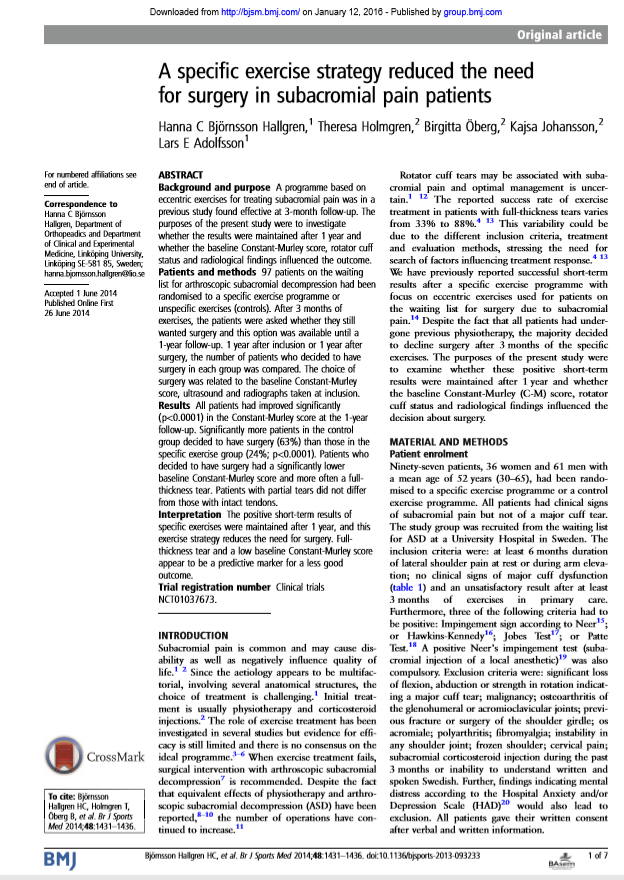 Downloaded from http://bjsm.bmj.com/ on January 12, 2016 - Published by group.bmj.com
Original article
A specific exercise strategy reduced the need
for surgery in subacromial pain patients
Hanna C Björnsson Hallgren,1 Theresa Holmgren,2 Birgitta Öberg,2 Kajsa Johansson,2
Lars E Adolfsson1
For numbered affiliations see
end of article.
Correspondence to
Hanna C Björnsson
Hallgren, Department of
Orthopaedics and Department
of Clinical and Experimental
Medicine, Linköping University,
Linköping SE-581 85, Sweden;
hanna.bjornsson.hallgren@lio.se
Accepted 1 June 2014
Published Online First
26 June 2014
CrossMark
To cite: Björnsson
Hallgren HC, Holmgren T,
Öberg B, et al. Br J Sports
Med 2014;48:1431–1436.
ABSTRACT
Background and purpose A programme based on
eccentric exercises for treating subacromial pain was in a
previous study found effective at 3-month follow-up. The
purposes of the present study were to investigate
whether the results were maintained after 1 year and
whether the baseline Constant-Murley score, rotator cuff
status and radiological findings influenced the outcome.
Patients and methods 97 patients on the waiting
list for arthroscopic subacromial decompression had been
randomised to a specific exercise programme or
unspecific exercises (controls). After 3 months of
exercises, the patients were asked whether they still
wanted surgery and this option was available until a
1-year follow-up. 1 year after inclusion or 1 year after
surgery, the number of patients who decided to have
surgery in each group was compared. The choice of
surgery was related to the baseline Constant-Murley
score, ultrasound and radiographs taken at inclusion.
Results All patients had improved significantly
(p<0.0001) in the Constant-Murley score at the 1-year
follow-up. Significantly more patients in the control
group decided to have surgery (63%) than those in the
specific exercise group (24%; p<0.0001). Patients who
decided to have surgery had a significantly lower
baseline Constant-Murley score and more often a full-
thickness tear. Patients with partial tears did not differ
from those with intact tendons.
Interpretation The positive short-term results of
specific exercises were maintained after 1 year, and this
exercise strategy reduces the need for surgery. Full-
thickness tear and a low baseline Constant-Murley score
appear to be a predictive marker for a less good
outcome.
Trial registration number Clinical trials
NCT01037673.
INTRODUCTION
Subacromial pain is common and may cause dis-
ability as well as negatively influence quality of
life.1 2 Since the aetiology appears to be multifac-
torial, involving several anatomical structures, the
choice of treatment is challenging.1 Initial treat-
ment is usually physiotherapy and corticosteroid
injections.2 The role of exercise treatment has been
investigated in several studies but evidence for effi-
cacy is still limited and there is no consensus on the
ideal programme.3–6 When exercise treatment fails,
surgical intervention with arthroscopic subacromial
decompression7 is recommended. Despite the fact
that equivalent effects of physiotherapy and arthro-
scopic subacromial decompression (ASD) have been
reported,8–10 the number of operations have con-
tinued to increase.11
Rotator cuff tears may be associated with suba-
cromial pain and optimal management is uncer-
tain.1 12 The reported success rate of exercise
treatment in patients with full-thickness tears varies
from 33% to 88%.4 13 This variability could be
due to the different inclusion criteria, treatment
and evaluation methods, stressing the need for
search of factors influencing treatment response.4 13
We have previously reported successful short-term
results after a specific exercise programme with
focus on eccentric exercises used for patients on
the waiting list for surgery due to subacromial
pain.14 Despite the fact that all patients had under-
gone previous physiotherapy, the majority decided
to decline surgery after 3 months of the specific
exercises. The purposes of the present study were
to examine whether these positive short-term
results were maintained after 1 year and whether
the baseline Constant-Murley (C-M) score, rotator
cuff status and radiological findings influenced the
decision about surgery.
MATERIAL AND METHODS
Patient enrolment
Ninety-seven patients, 36 women and 61 men with
a mean age of 52 years (30–65), had been rando-
mised to a specific exercise programme or a control
exercise programme. All patients had clinical signs
of subacromial pain but not of a major cuff tear.
The study group was recruited from the waiting list
for ASD at a University Hospital in Sweden. The
inclusion criteria were: at least 6 months duration
of lateral shoulder pain at rest or during arm eleva-
tion; no clinical signs of major cuff dysfunction
(table 1) and an unsatisfactory result after at least
3 months of exercises in primary care.
Furthermore, three of the following criteria had to
be positive: Impingement sign according to Neer15;
or Hawkins-Kennedy16; Jobes Test17; or Patte
Test.18 A positive Neer's impingement test (suba-
cromial injection of a local anesthetic)19 was also
compulsory. Exclusion criteria were: significant loss
of flexion, abduction or strength in rotation indicat-
ing a major cuff tear; malignancy; osteoarthritis of
the glenohumeral or acromioclavicular joints; previ-
ous fracture or surgery of the shoulder girdle; os
acromiale; polyarthritis; fibromyalgia; instability in
any shoulder joint; frozen shoulder; cervical pain;
subacromial corticosteroid injection during the past
3 months or inability to understand written and
spoken Swedish. Further, findings indicating mental
distress according to the Hospital Anxiety and/or
Depression Scale (HAD)20 would also lead to
exclusion. All patients gave their written consent
after verbal and written information.
BMJ
Björnsson Hallgren HC, et al. Br J Sports Med 2014;48:1431–1436. doi:10.1136/bjsports-2013-093233
BASEM
1 of 7